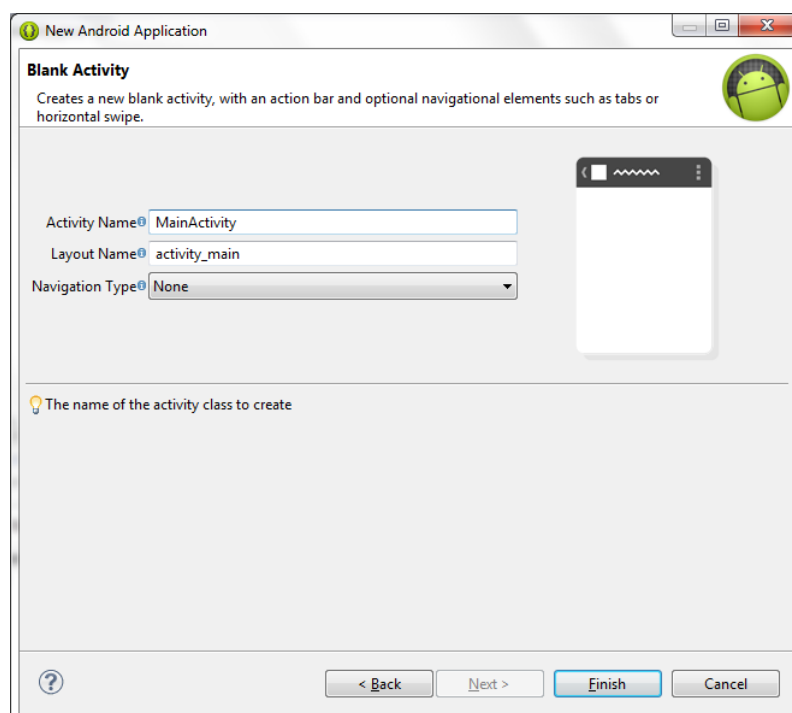 New Android Application
Blank Activity
Creates a new blank activity, with an action bar and optional navigational elements such as tabs or
horizontal swipe.
Activity Name MainActivity
Layout Name activity_main
Navigation Type None
The name of the activity class to create
< Back Next > Finish Cancel